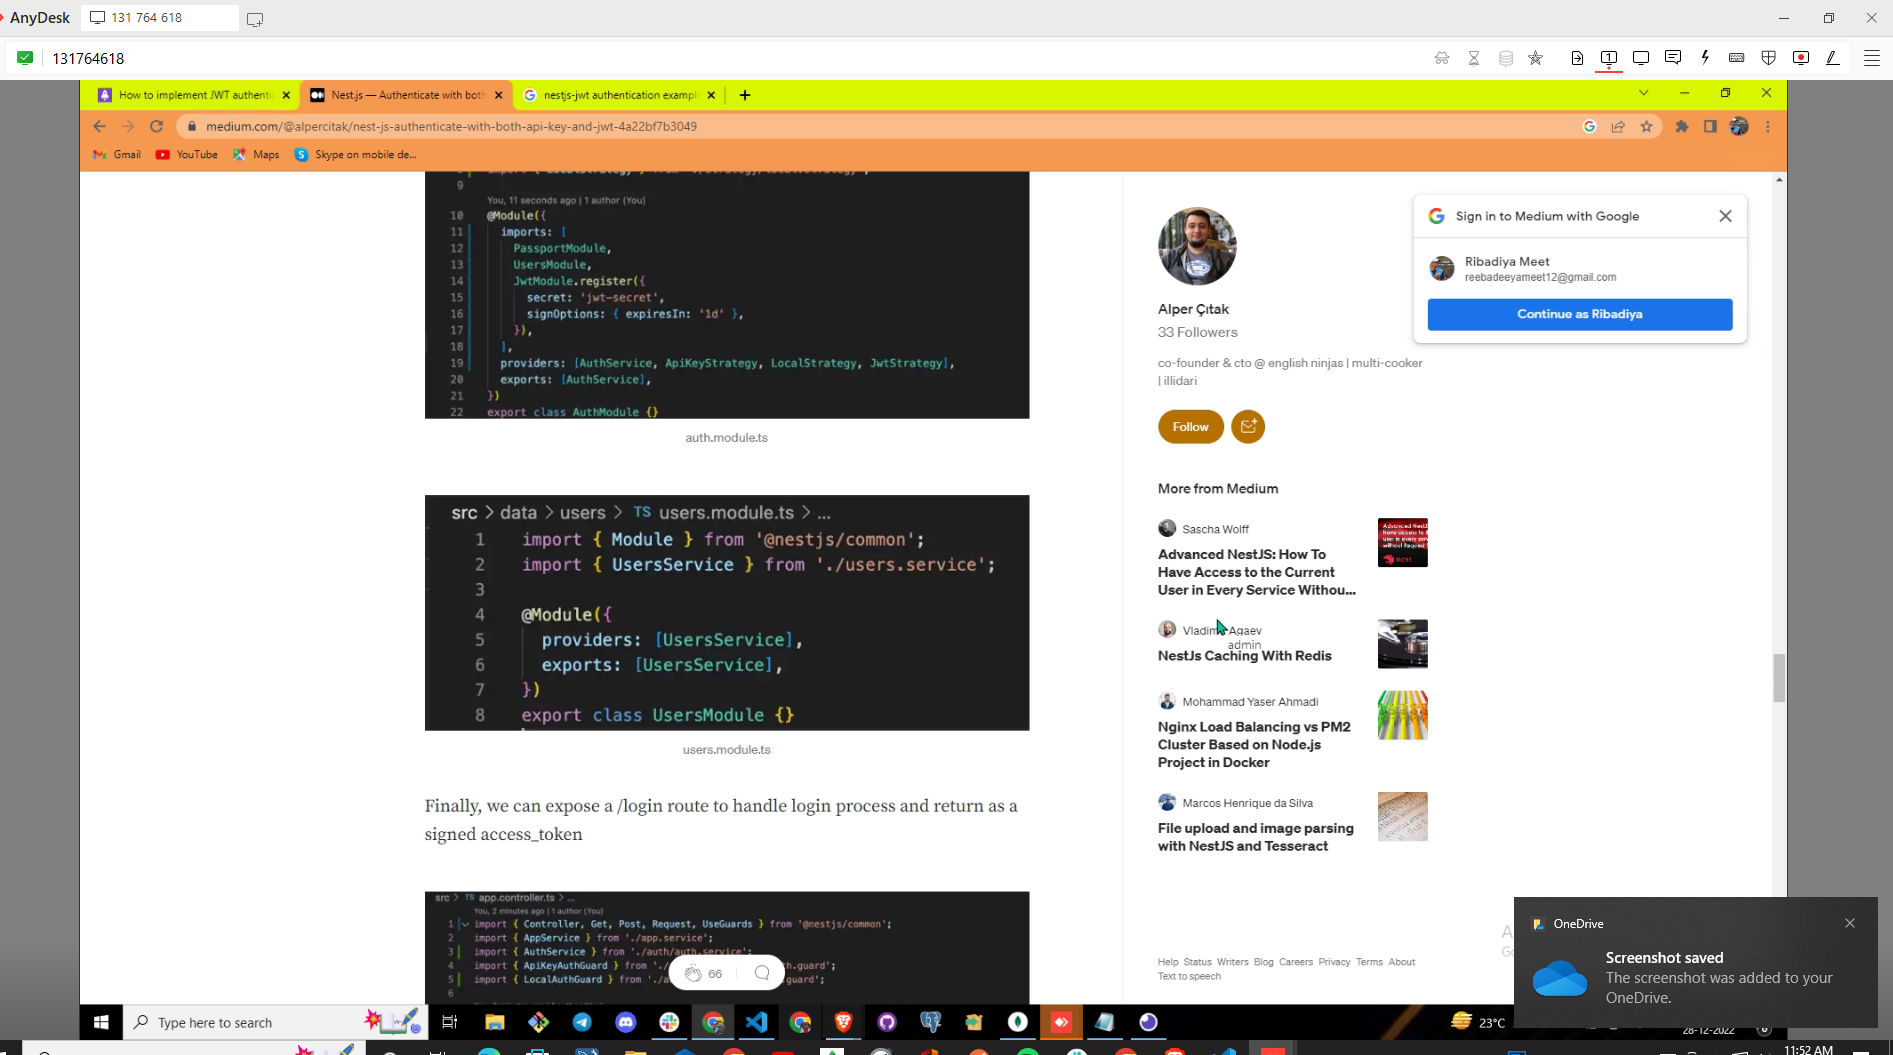 AnyDesk
131 764 618
131764618
How to implement JWT authenti
Nest.js — Authenticate with both
nestjs-jwt authentication example
medium.com/@alpercitak/nest-js-authenticate-with-both-api-key-and-jwt-4a22bf7b3049
Gmail
YouTube
Maps
Skype on mobile de...
9
You, 11 seconds ago | 1 author (You)
10 @Module({
11 imports: [
12 PassportModule,
13 UsersModule,
14 JwtModule.register({
15 secret: 'jwt-secret',
16 signOptions: { expiresIn: '1d' },
17 }),
18 ],
19 providers: [AuthService, ApiKeyStrategy, LocalStrategy, JwtStrategy],
20 exports: [AuthService],
21 })
22 export class AuthModule {}
auth.module.ts
src > data > users > TS users.module.ts > ...
1 import { Module } from '@nestjs/common';
2 import { UsersService } from './users.service';
3
4 @Module({
5 providers: [UsersService],
6 exports: [UsersService],
7 })
8 export class UsersModule {}
users.module.ts
Finally, we can expose a /login route to handle login process and return as a
signed access_token
src > TS app.controller.ts > ...
You, 2 minutes ago | 1 author (You)
1 import { Controller, Get, Post, Request, UseGuards } from '@nestjs/common';
2 import { AppService } from './app.service';
3 import { AuthService } from './auth/auth.service';
4 import { ApiKeyAuthGuard } from './ th.guard';
5 import { LocalAuthGuard } from './a guard';
6
66
Alper Çıtak
33 Followers
co-founder & cto @ english ninjas | multi-cooker
| illidari
Follow
More from Medium
Sascha Wolff
Advanced NestJS: How To
Have Access to the Current
User in Every Service Withou...
Agaev
admin
NestJs Caching With Redis
Mohammad Yaser Ahmadi
Nginx Load Balancing vs PM2
Cluster Based on Node.js
Project in Docker
Marcos Henrique da Silva
File upload and image parsing
with NestJS and Tesseract
Help Status Writers Blog Careers Privacy Terms About
Text to speech
Sign in to Medium with Google
Ribadiya Meet
reebadeeyameet12@gmail.com
Continue as Ribadiya
OneDrive
Screenshot saved
The screenshot was added to your
OneDrive.
Type here to search
23°C
28-12-2022
11:52 AM